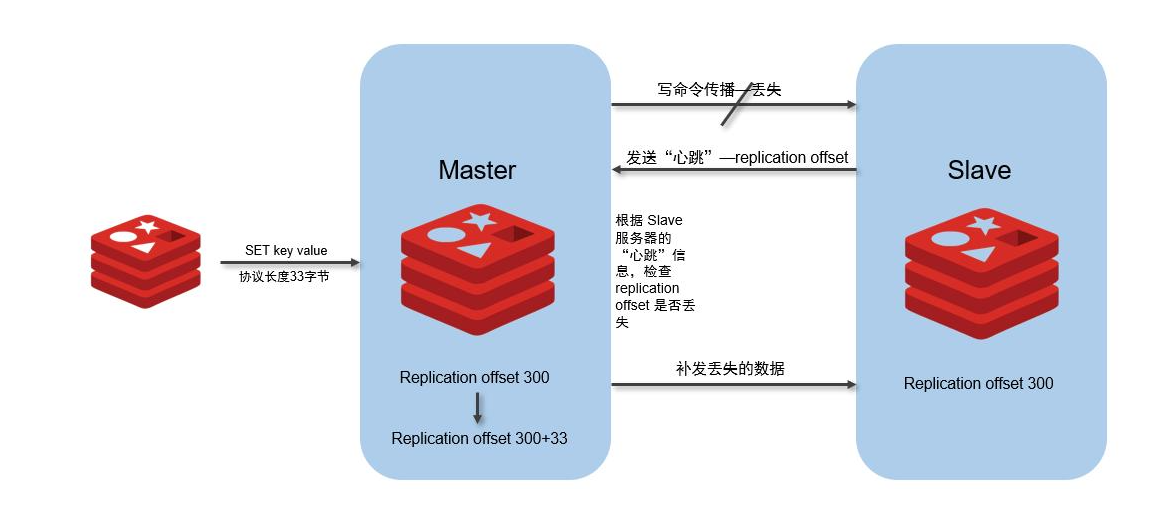 写命令传播—丢失
发送“心跳”—replication offset
Master
Slave
SET key value
协议长度33字节
根据 Slave
服务器的
“心跳”信
息，检查
replication
offset 是否丢
失
补发丢失的数据
Replication offset 300
Replication offset 300
Replication offset 300+33